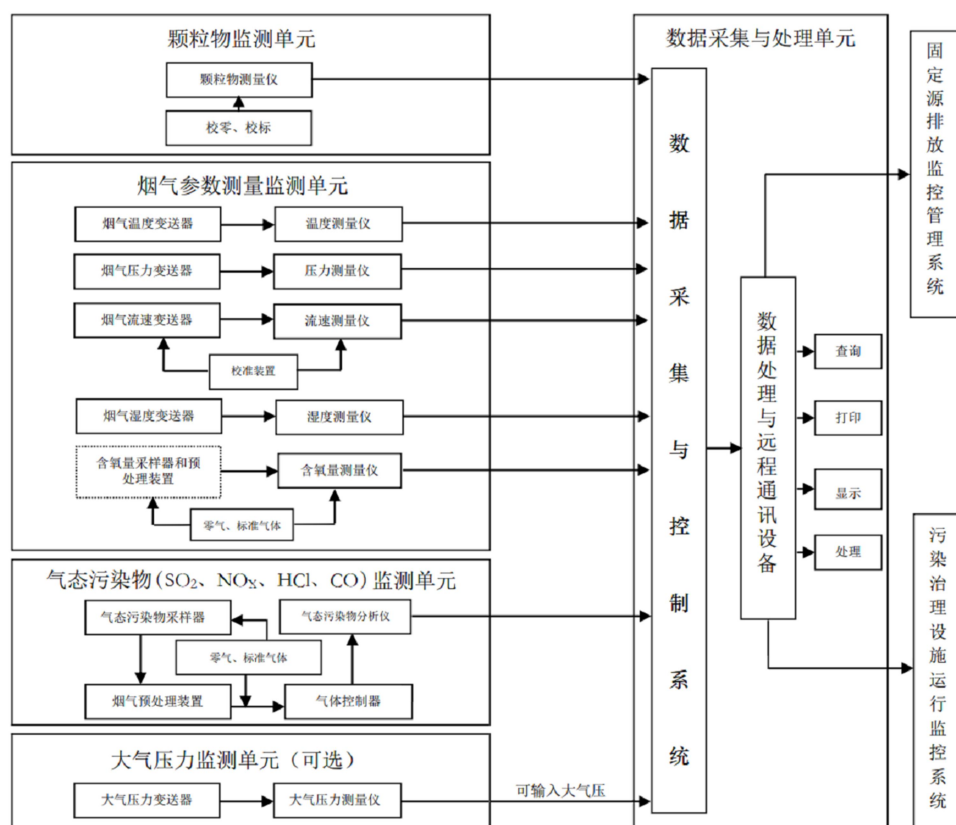 颗粒物监测单元
颗粒物测量仪
校零、校标
烟气参数测量监测单元
烟气温度变送器
温度测量仪
烟气压力变送器
压力测量仪
烟气流速变送器
流速测量仪
校准装置
烟气湿度变送器
湿度测量仪
含氧量采样器和预
处理装置
含氧量测量仪
零气、标准气体
气态污染物(SO₂、NOₓ、HCl、CO)监测单元
气态污染物采样器
气态污染物分析仪
零气、标准气体
烟气预处理装置
气体控制器
大气压力监测单元(可选)
大气压力变送器
大气压力测量仪
可输入大气压
数据采集与处理单元
数据采集与控制系统
数据处理与远程通讯设备
查询
打印
显示
处理
固定源排放监控管理系统
污染治理设施运行监控系统